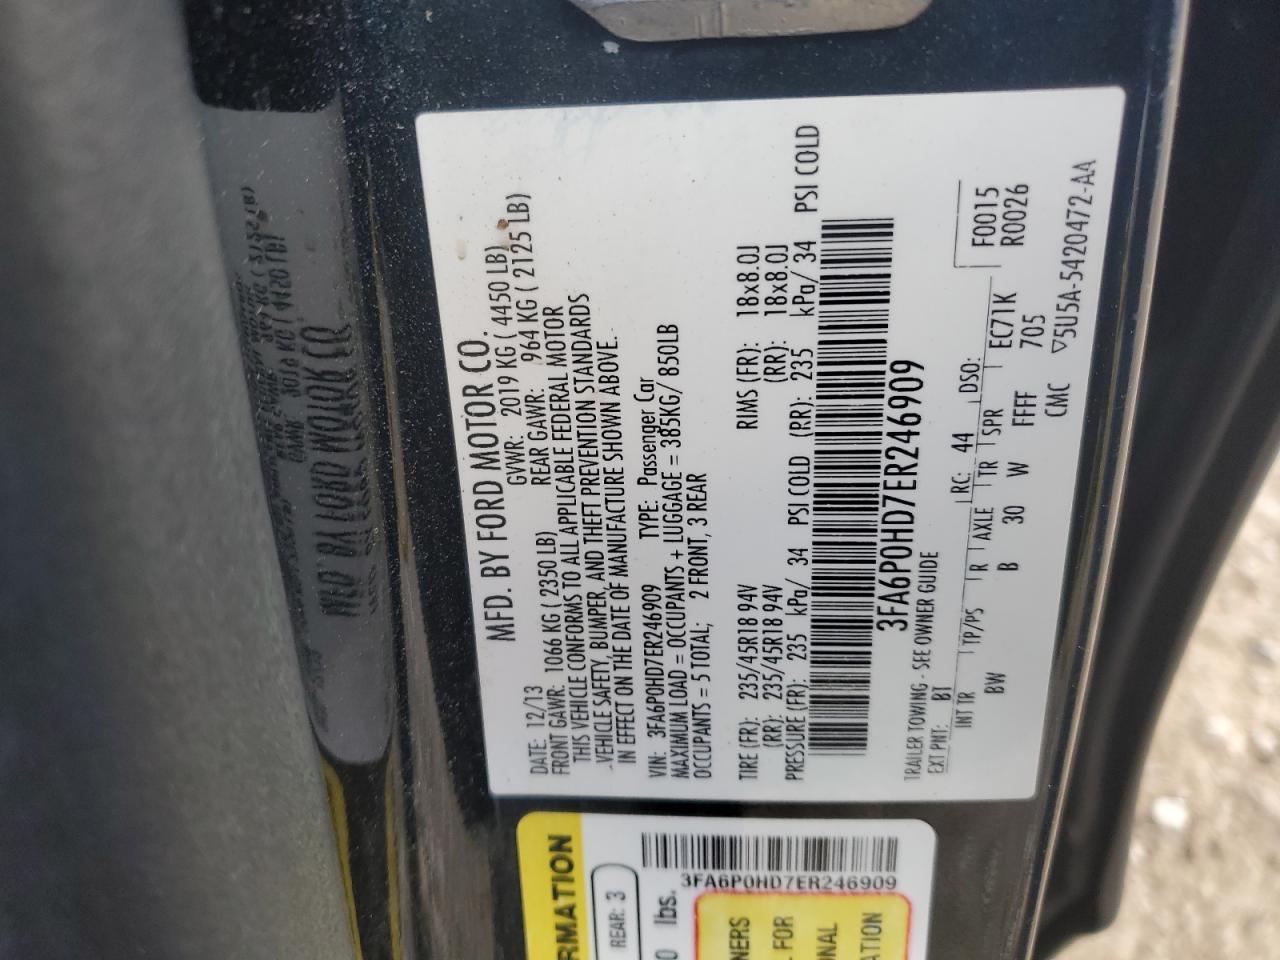 MFD. BY FORD MOTOR CO.
DATE: 12/13 GVWR: 2019 KG ( 4450 LB)
FRONT GAWR: 1066 KG ( 2350 LB) REAR GAWR: 964 KG ( 2125 LB)
THIS VEHICLE CONFORMS TO ALL APPLICABLE FEDERAL MOTOR
VEHICLE SAFETY, BUMPER, AND THEFT PREVENTION STANDARDS
IN EFFECT ON THE DATE OF MANUFACTURE SHOWN ABOVE.
VIN: 3FA6P0HD7ER246909 TYPE: Passenger Car
MAXIMUM LOAD = OCCUPANTS + LUGGAGE = 385KG/ 850LB
OCCUPANTS = 5 TOTAL; 2 FRONT, 3 REAR
TIRE (FR): 235/45R18 94V RIMS (FR): 18x8.0J
(RR): 235/45R18 94V (RR): 18x8.0J
PRESSURE (FR): 235 kPa/ 34 PSI COLD (RR): 235 kPa/ 34 PSI COLD
3FA6P0HD7ER246909
TRAILER TOWING - SEE OWNER GUIDE
EXT PNT: BT RC: 44 DSO:
INT TR TP/PS R AXLE TR SPR EC71K F0015
BW B 30 W FFFF 705 R0026
CMC ▽5U5A-5420472-AA
RMATION
REAR: 3
3FA6P0HD7ER246909
0 lbs.
NERS
FOR
NAL
ATION